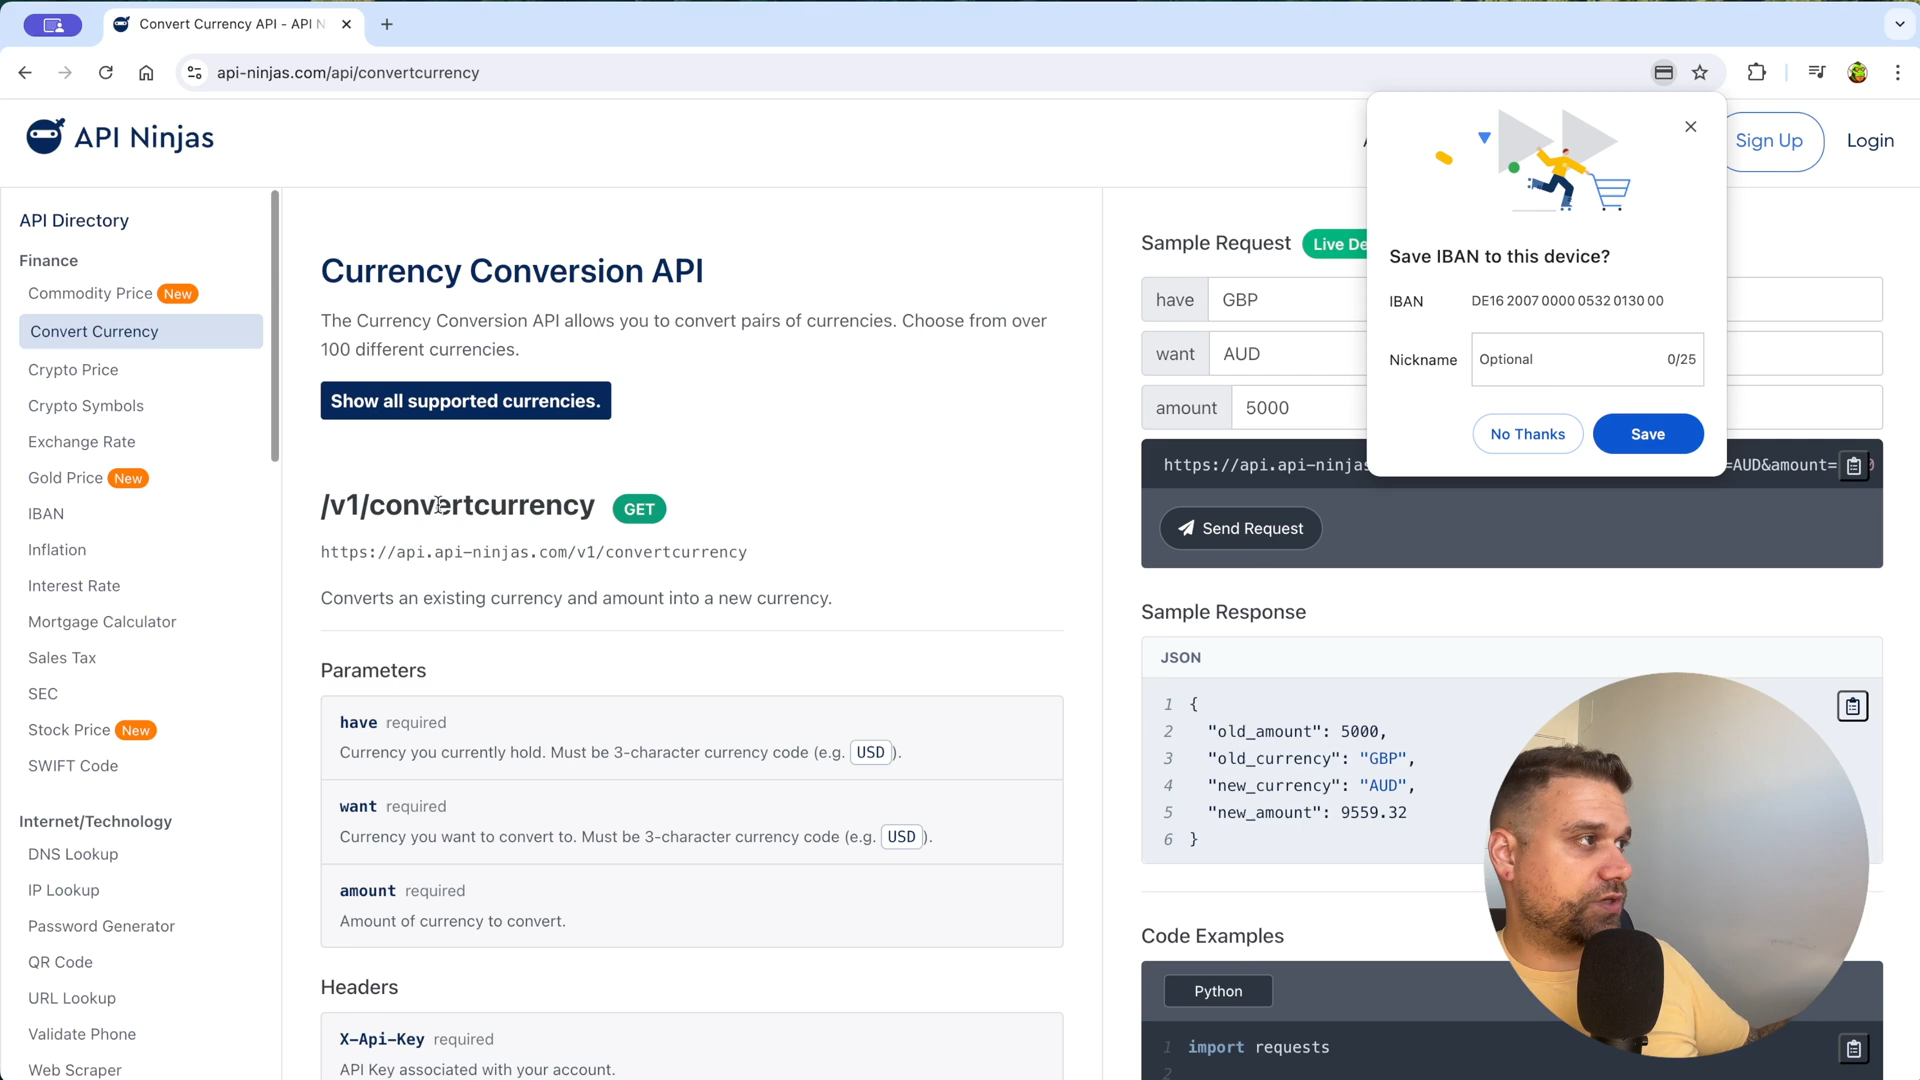 Convert Currency API - API N
api-ninjas.com/api/convertcurrency
API Ninjas
Sign Up
Login
API Directory
Finance
Commodity Price New
Convert Currency
Crypto Price
Crypto Symbols
Exchange Rate
Gold Price New
IBAN
Inflation
Interest Rate
Mortgage Calculator
Sales Tax
SEC
Stock Price New
SWIFT Code
Internet/Technology
DNS Lookup
IP Lookup
Password Generator
QR Code
URL Lookup
Validate Phone
Web Scraper
Currency Conversion API
The Currency Conversion API allows you to convert pairs of currencies. Choose from over
100 different currencies.
Show all supported currencies.
/v1/convertcurrency GET
https://api.api-ninjas.com/v1/convertcurrency
Converts an existing currency and amount into a new currency.
Parameters
have required
Currency you currently hold. Must be 3-character currency code (e.g. USD ).
want required
Currency you want to convert to. Must be 3-character currency code (e.g. USD ).
amount required
Amount of currency to convert.
Headers
X-Api-Key required
API Key associated with your account.
Sample Request Live De
have GBP
want AUD
amount 5000
https://api.api-ninjas =AUD&amount=
Send Request
Save IBAN to this device?
IBAN DE16 2007 0000 0532 0130 00
Nickname Optional 0/25
No Thanks Save
Sample Response
JSON
1 {
2 "old_amount": 5000,
3 "old_currency": "GBP",
4 "new_currency": "AUD",
5 "new_amount": 9559.32
6 }
Code Examples
Python
1 import requests
2